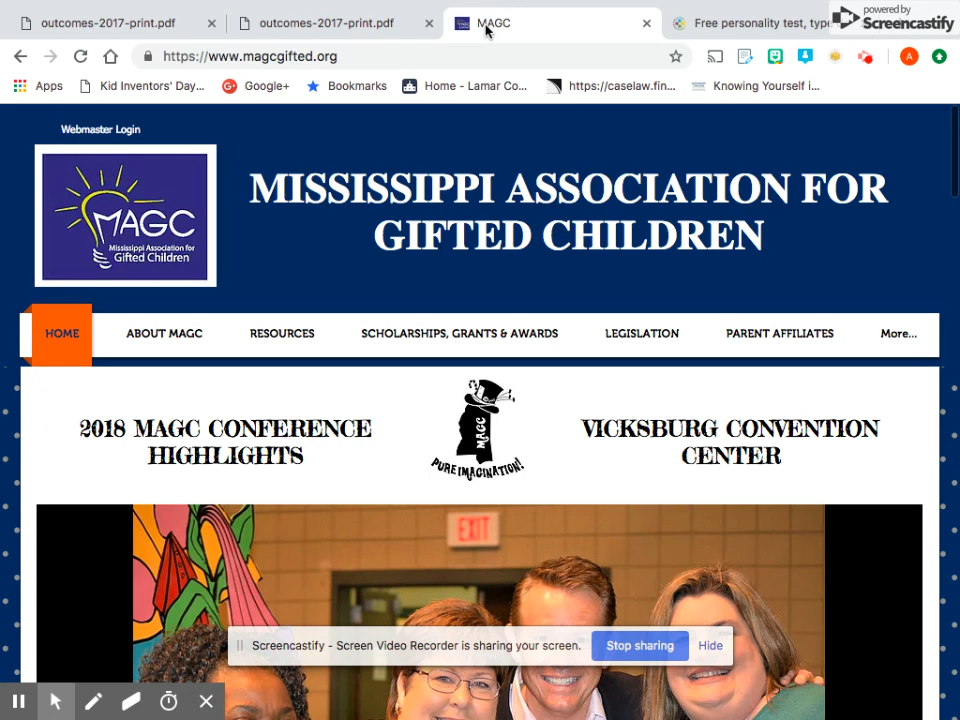 outcomes-2017-print.pdf
outcomes-2017-print.pdf
MAGC
Free personality test, type
powered by
Screencastify
https://www.magcgifted.org
A
Apps
Kid Inventors' Day...
Google+
Bookmarks
Home - Lamar Co...
https://caselaw.fin...
Knowing Yourself i...
Webmaster Login
MAGC
Mississippi Association for
Gifted Children
MISSISSIPPI ASSOCIATION FOR
GIFTED CHILDREN
HOME
ABOUT MAGC
RESOURCES
SCHOLARSHIPS, GRANTS & AWARDS
LEGISLATION
PARENT AFFILIATES
More...
2018 MAGC CONFERENCE
HIGHLIGHTS
MAGC
PURE IMAGINATION!
VICKSBURG CONVENTION
CENTER
EXIT
Screencastify - Screen Video Recorder is sharing your screen.
Stop sharing
Hide